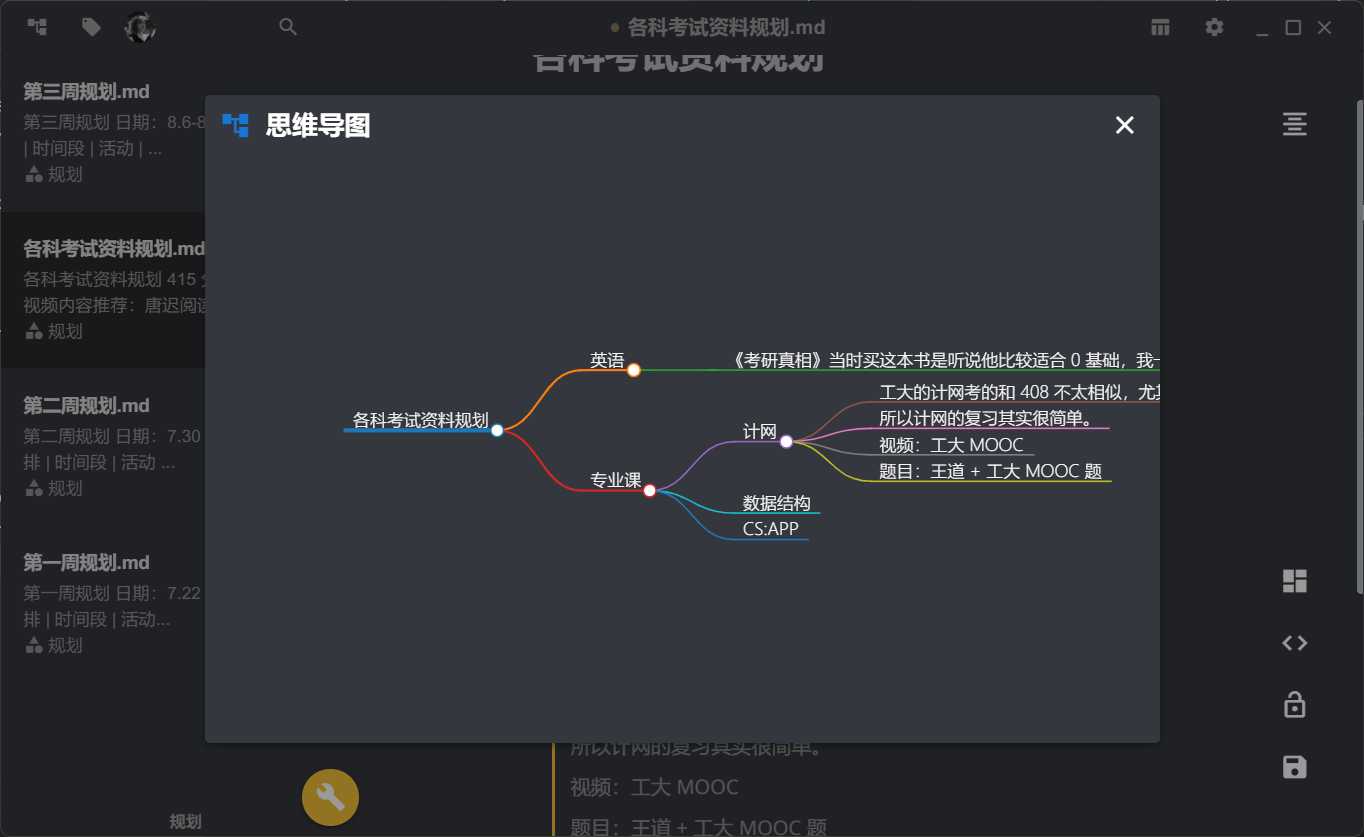 各科考试资料规划.md
各科考试资料规划
第三周规划.md
第三周规划 日期：8.6-8
| 时间段 | 活动 | ...
规划
各科考试资料规划.md
各科考试资料规划 415
视频内容推荐：唐迟阅读
规划
第二周规划.md
第二周规划 日期：7.30
排 | 时间段 | 活动 ...
规划
第一周规划.md
第一周规划 日期：7.22
排 | 时间段 | 活动...
规划
规划
思维导图
各科考试资料规划
英语
《考研真相》当时买这本书是听说他比较适合 0 基础，我一
专业课
计网
工大的计网考的和 408 不太相似，尤其
所以计网的复习其实很简单。
视频：工大 MOOC
题目：王道 + 工大 MOOC 题
数据结构
CS:APP
所以计网的复习其实很简单。
视频：工大 MOOC
题目：王道 + 工大 MOOC 题